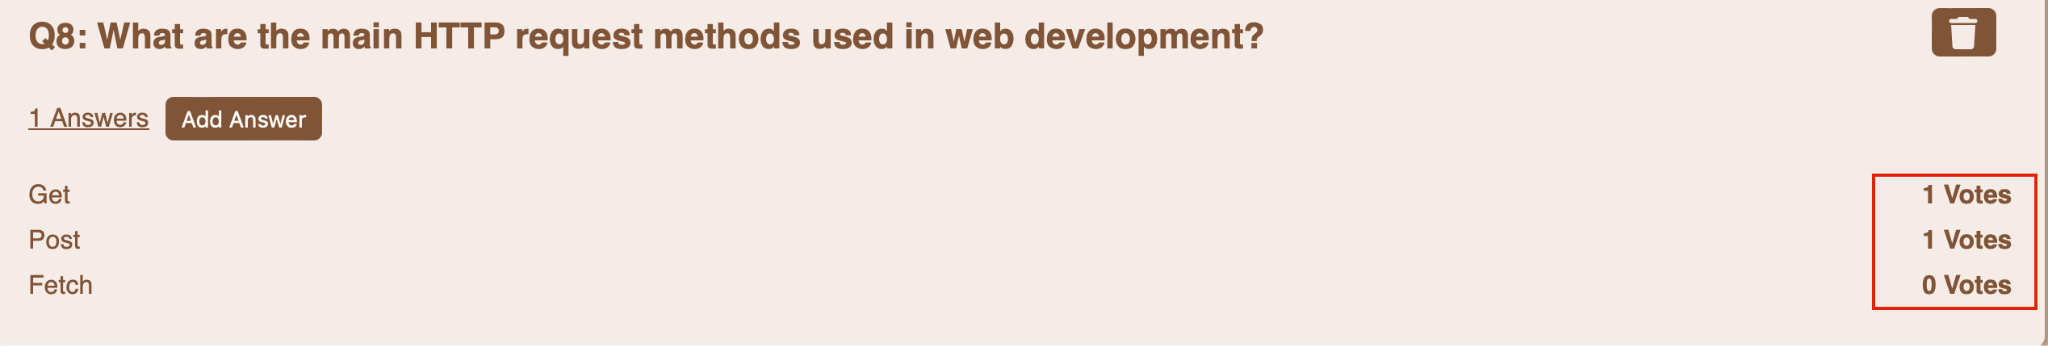 Q8: What are the main HTTP request methods used in web development?
1 Answers Add Answer
Get 1 Votes
Post 1 Votes
Fetch 0 Votes